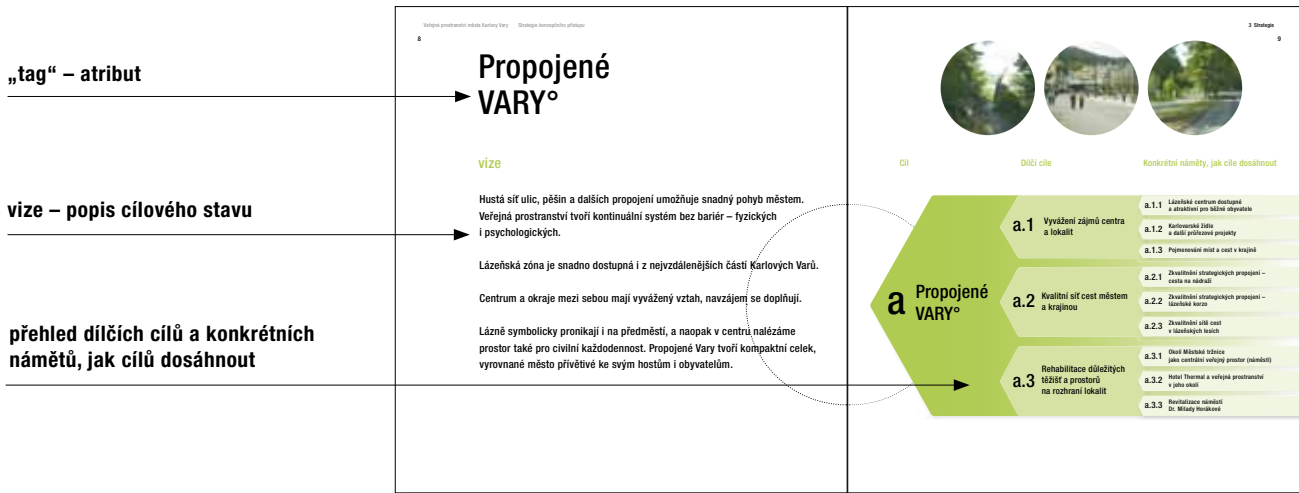 „tag“ – atribut
vize – popis cílového stavu
přehled dílčích cílů a konkrétních
námětů, jak cílů dosáhnout
Veřejná prostranství města Karlovy Vary Strategie koncepčního přístupu
8
Propojené
VARY°
vize
Hustá síť ulic, pěšin a dalších propojení umožňuje snadný pohyb městem.
Veřejná prostranství tvoří kontinuální systém bez bariér – fyzických
i psychologických.
Lázeňská zóna je snadno dostupná i z nejvzdálenějších částí Karlových Varů.
Centrum a okraje mezi sebou mají vyvážený vztah, navzájem se doplňují.
Lázně symbolicky pronikají i na předměstí, a naopak v centru nalézáme
prostor také pro civilní každodennost. Propojené Vary tvoří kompaktní celek,
vyrovnané město přívětivé ke svým hostům i obyvatelům.
3 Strategie
9
Cíl
Dílčí cíle
Konkrétní náměty, jak cíle dosáhnout
a Propojené
VARY°
a.1 Vyvážení zájmů centra
a lokalit
a.1.1 Lázeňské centrum dostupné
a atraktivní pro běžné obyvatele
a.1.2 Karlovarské židle
a další průřezové projekty
a.1.3 Pojmenování míst a cest v krajině
a.2 Kvalitní síť cest městem
a krajinou
a.2.1 Zkvalitnění strategických propojení –
cesta na nádraží
a.2.2 Zkvalitnění strategických propojení –
lázeňské korzo
a.2.3 Zkvalitnění sítě cest
v lázeňských lesích
a.3 Rehabilitace důležitých
těžišť a prostorů
na rozhraní lokalit
a.3.1 Okolí Městské tržnice
jako centrální veřejný prostor (náměstí)
a.3.2 Hotel Thermal a veřejná prostranství
v jeho okolí
a.3.3 Revitalizace náměstí
Dr. Milady Horákové